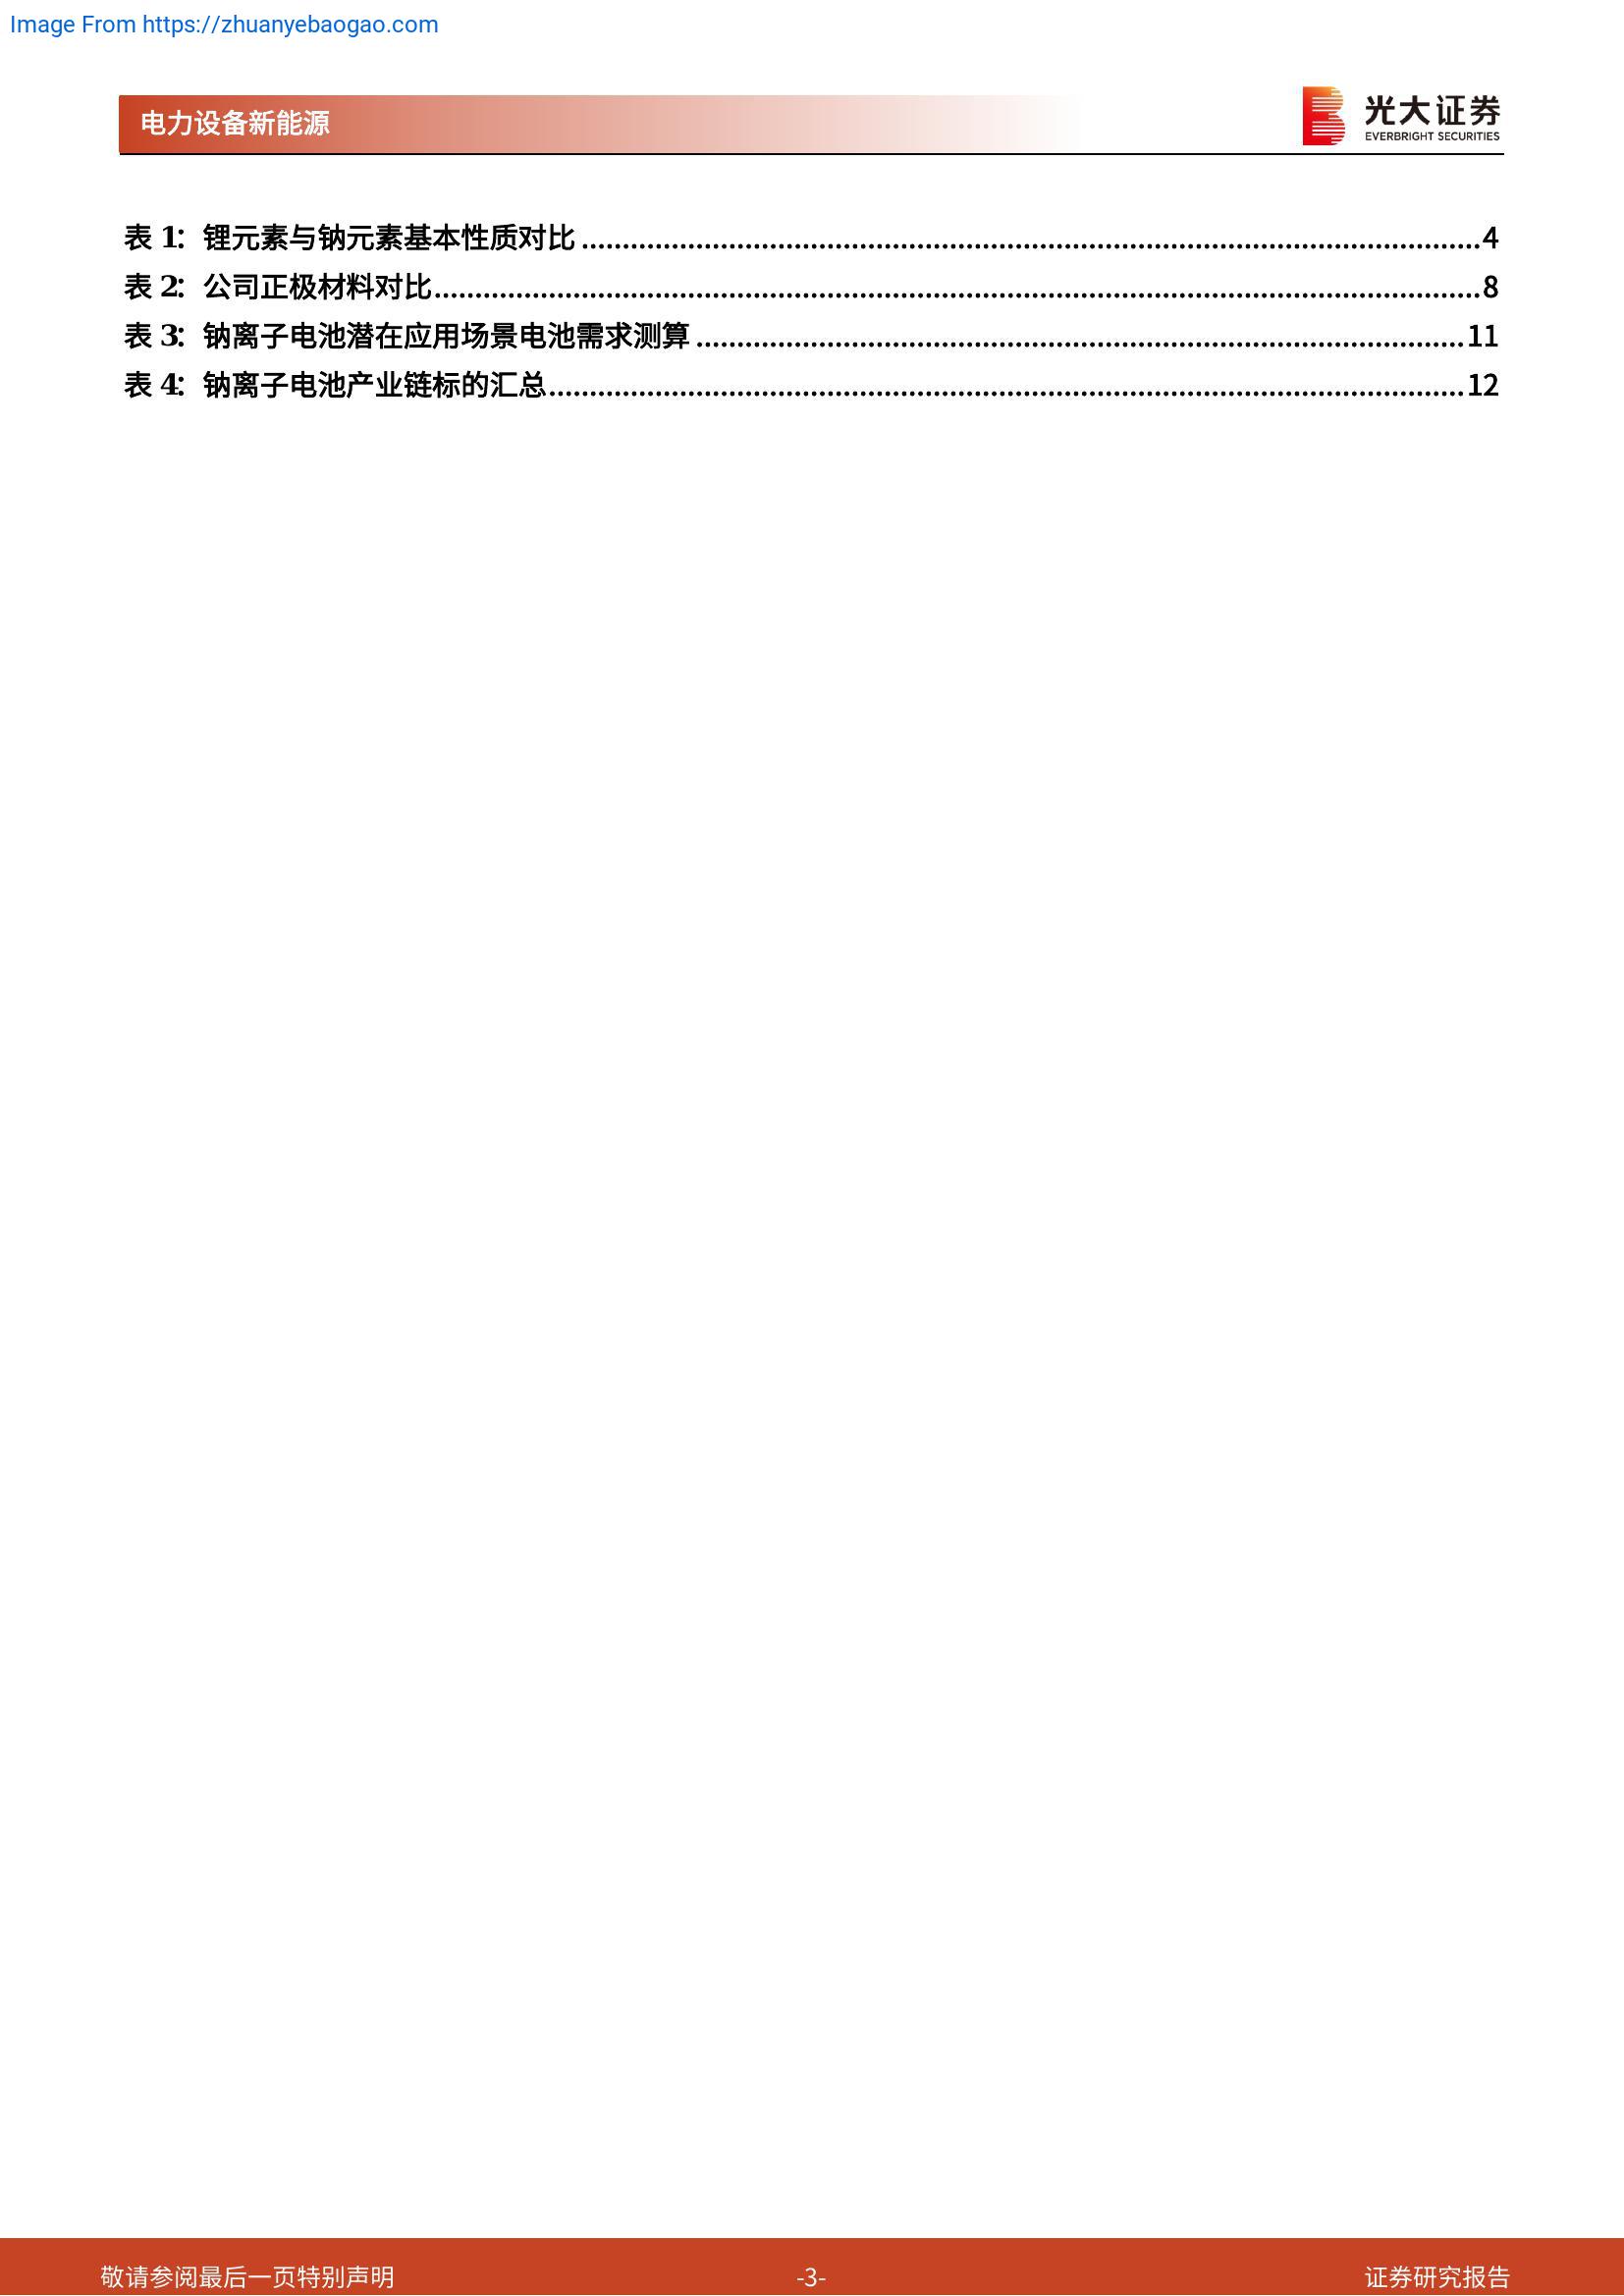 Image From https://zhuanyebaogao.com
电力设备新能源
光大证券
EVERBRIGHT SECURITIES
表 1：锂元素与钠元素基本性质对比 ........................................................................ 4
表 2：公司正极材料对比 ........................................................................ 8
表 3：钠离子电池潜在应用场景电池需求测算 ........................................................................ 11
表 4：钠离子电池产业链标的汇总 ........................................................................ 12
敬请参阅最后一页特别声明 -3- 证券研究报告